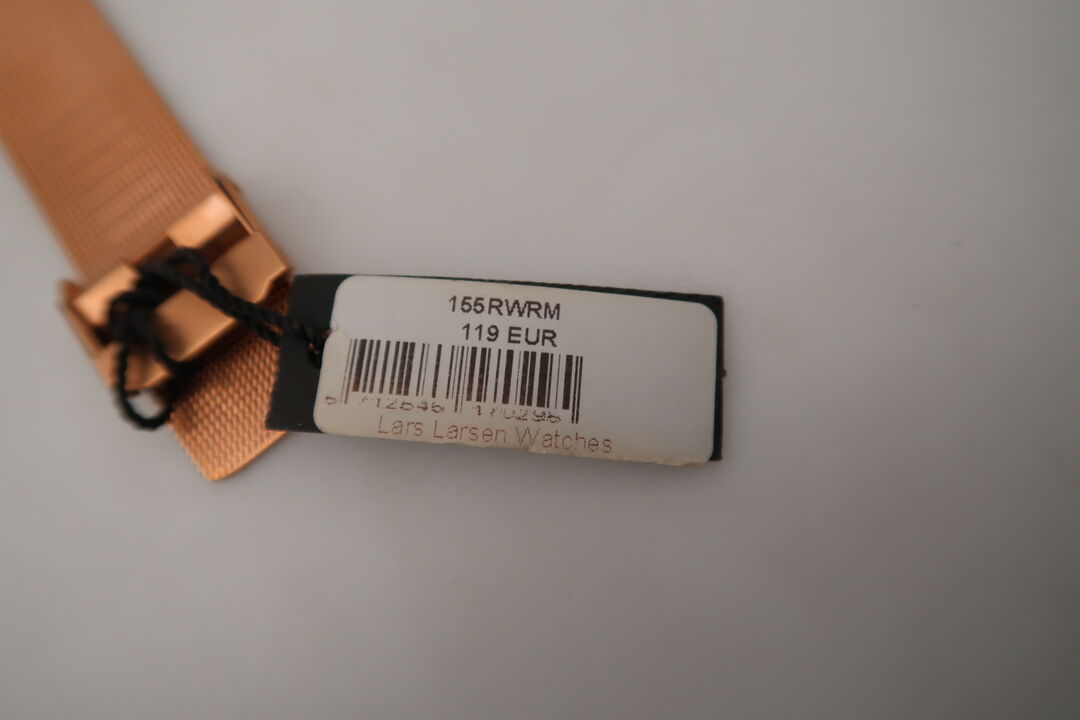 155RWRM
119 EUR
Lars Larsen Watches